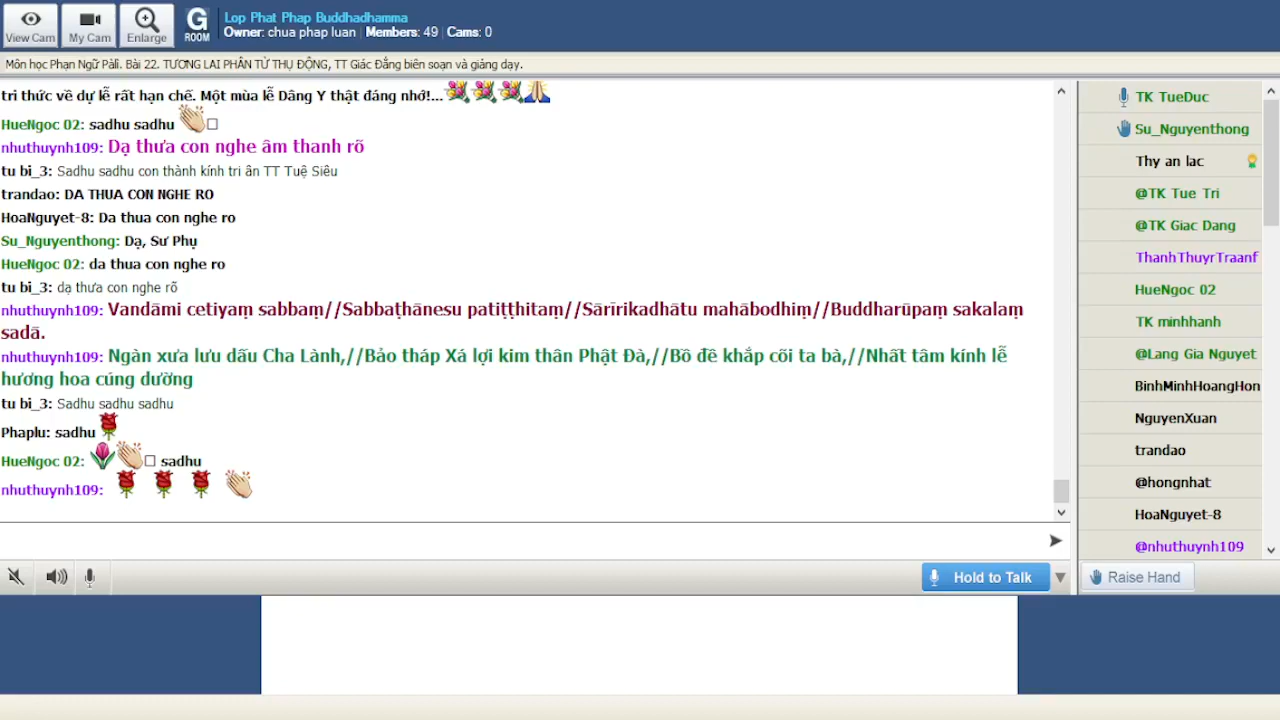 View Cam
My Cam
Enlarge
G
ROOM
Lop Phat Phap Buddhadhamma
Owner: chua phap luan | Members: 49 | Cams: 0
Môn học Phạn Ngữ Pāli. Bài 22. TƯƠNG LAI PHÂN TỪ THỤ ĐỘNG, TT Giác Đẳng biên soạn và giảng dạy.
tri thức về dự lễ rất hạn chế. Một mùa lễ Dâng Y thật đáng nhớ!...
HueNgoc 02: sadhu sadhu
nhuthuynh109: Dạ thưa con nghe âm thanh rõ
tu bi_3: Sadhu sadhu con thành kính tri ân TT Tuệ Siêu
trandao: DA THUA CON NGHE RO
HoaNguyet-8: Da thua con nghe ro
Su_Nguyenthong: Dạ, Sư Phụ
HueNgoc 02: da thua con nghe ro
tu bi_3: dạ thưa con nghe rõ
nhuthuynh109: Vandāmi cetiyaṃ sabbaṃ//Sabbaṭhānesu patiṭṭhitaṃ//Sārīrikadhātu mahābodhiṃ//Buddharūpaṃ sakalaṃ
sadā.
nhuthuynh109: Ngàn xưa lưu dấu Cha Lành,//Bảo tháp Xá lợi kim thân Phật Đà,//Bồ đề khắp cõi ta bà,//Nhất tâm kính lễ
hương hoa cúng dường
tu bi_3: Sadhu sadhu sadhu
Phaplu: sadhu
HueNgoc 02: sadhu
nhuthuynh109:
Hold to Talk
TK TueDuc
Su_Nguyenthong
Thy an lac
@TK Tue Tri
@TK Giac Dang
ThanhThuyrTraanf
HueNgoc 02
TK minhhanh
@Lang Gia Nguyet
BinhMinhHoangHon
NguyenXuan
trandao
@hongnhat
HoaNguyet-8
@nhuthuynh109
Raise Hand